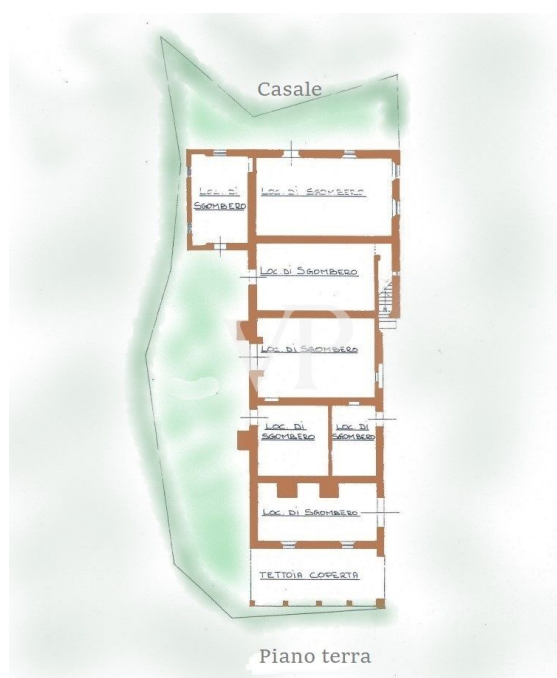 Casale
LOC. DI
SGOMBERO
LOC. DI SGOMBERO
LOC. DI SGOMBERO
LOC. DI SGOMBERO
LOC. DI
SGOMBERO
LOC. DI
SGOMBERO
LOC. DI SGOMBERO
TETTOIA COPERTA
Piano terra
VP